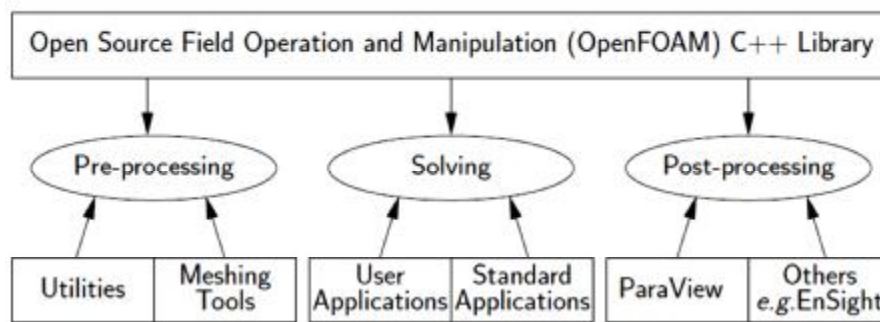 Open Source Field Operation and Manipulation (OpenFOAM) C++ Library
Pre-processing
Solving
Post-processing
Utilities
Meshing
Tools
User
Applications
Standard
Applications
ParaView
Others
e.g.EnSight